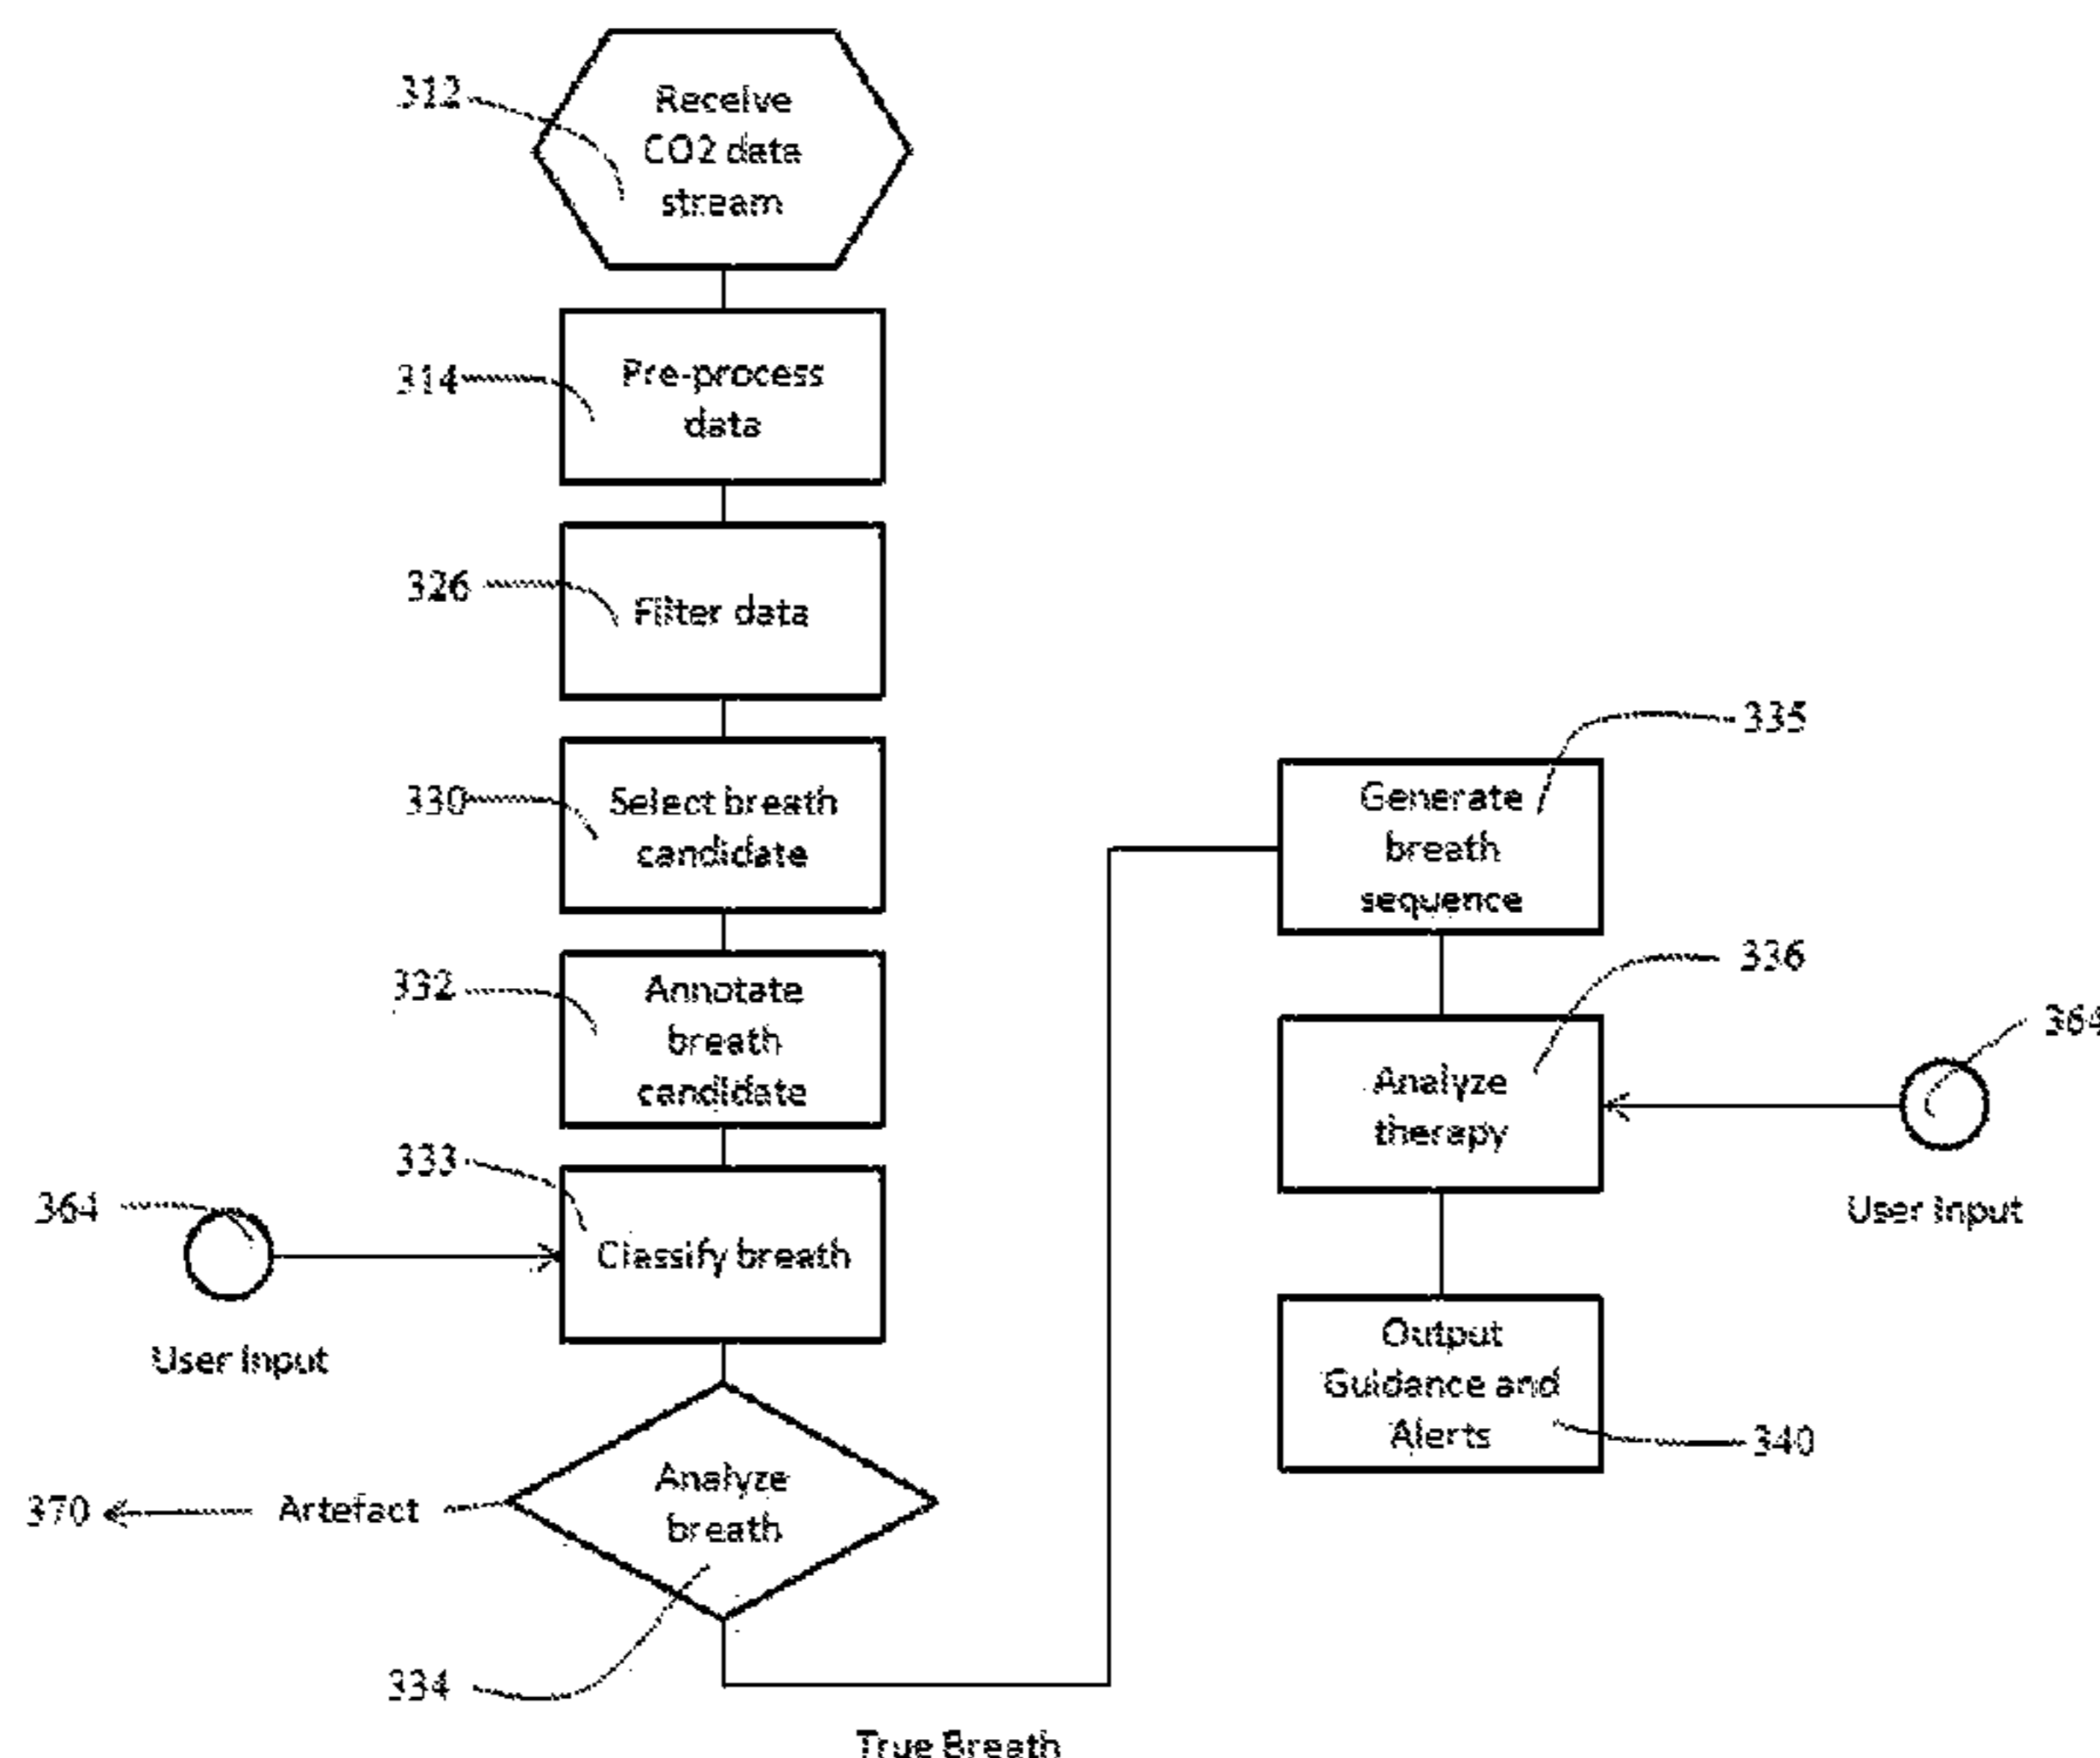 312
Receive
CO2 data
stream
314
Pre-process
data
326
Filter data
330
Select breath
candidate
332
Annotate
breath
candidate
333
364
Classify breath
User Input
Analyze
breath
370
Artefact
334
True Breath
335
Generate
breath
sequence
336
364
Analyze
therapy
User Input
Output
Guidance and
Alerts
340